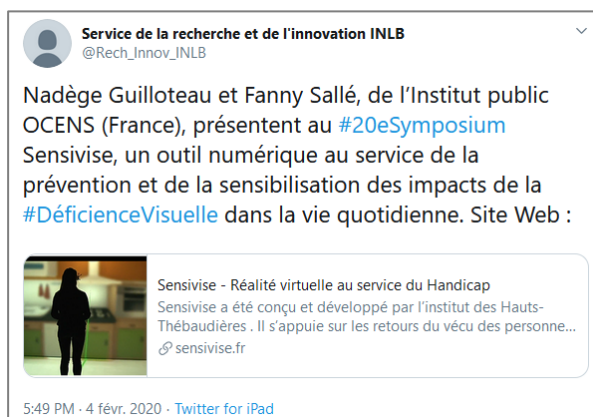 Service de la recherche et de l'innovation INLB
@Rech_Innov_INLB
Nadège Guilloteau et Fanny Sallé, de l’Institut public
OCENS (France), présentent au #20eSymposium
Sensivise, un outil numérique au service de la
prévention et de la sensibilisation des impacts de la
#DéficienceVisuelle dans la vie quotidienne. Site Web :
Sensivise - Réalité virtuelle au service du Handicap
Sensivise a été conçu et développé par l'institut des Hauts-
Thébaudières . Il s’appuie sur les retours du vécu des personne...
sensivise.fr
5:49 PM · 4 févr. 2020 · Twitter for iPad